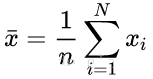 x̄ = 1/n ∑_{i=1}^{N} x_i